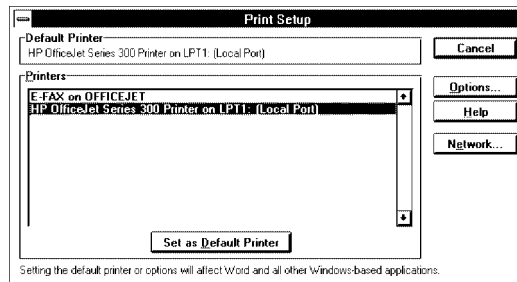 Print Setup
Default Printer
HP OfficeJet Series 300 Printer on LPT1: (Local Port)
Cancel
Printers
E-FAX on OFFICEJET
HP OfficeJet Series 300 Printer on LPT1: (Local Port)
Options...
Help
Network...
Set as Default Printer
Setting the default printer or options will affect Word and all other Windows-based applications.